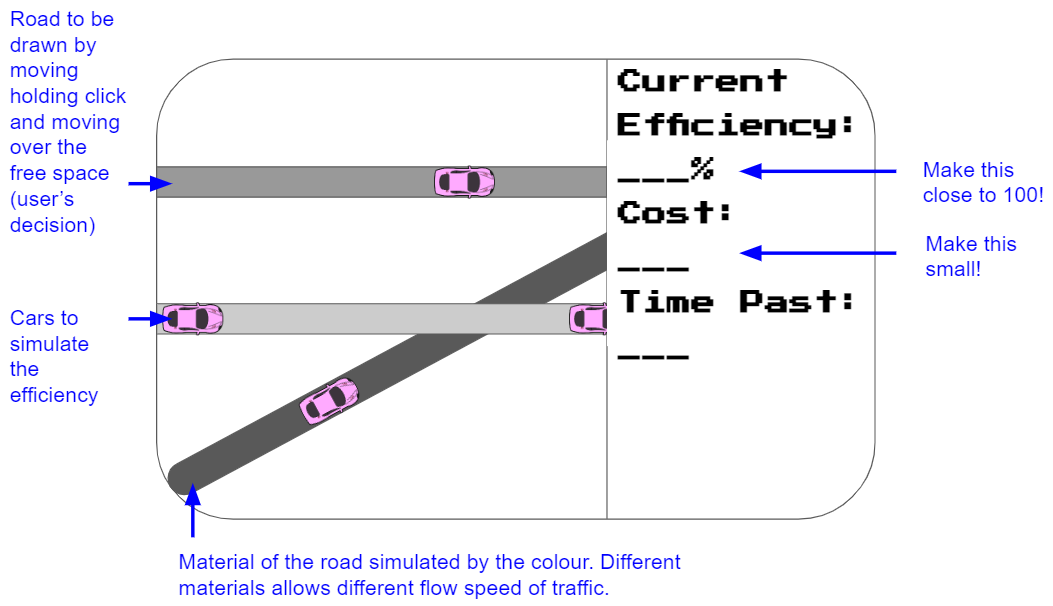 Road to be
drawn by
moving
holding click
and moving
over the
free space
(user's
decision)
Cars to
simulate
the
efficiency
Current
Efficiency:
___%
Cost:
___
Time Past:
___
Make this
close to 100!
Make this
small!
Material of the road simulated by the colour. Different
materials allows different flow speed of traffic.